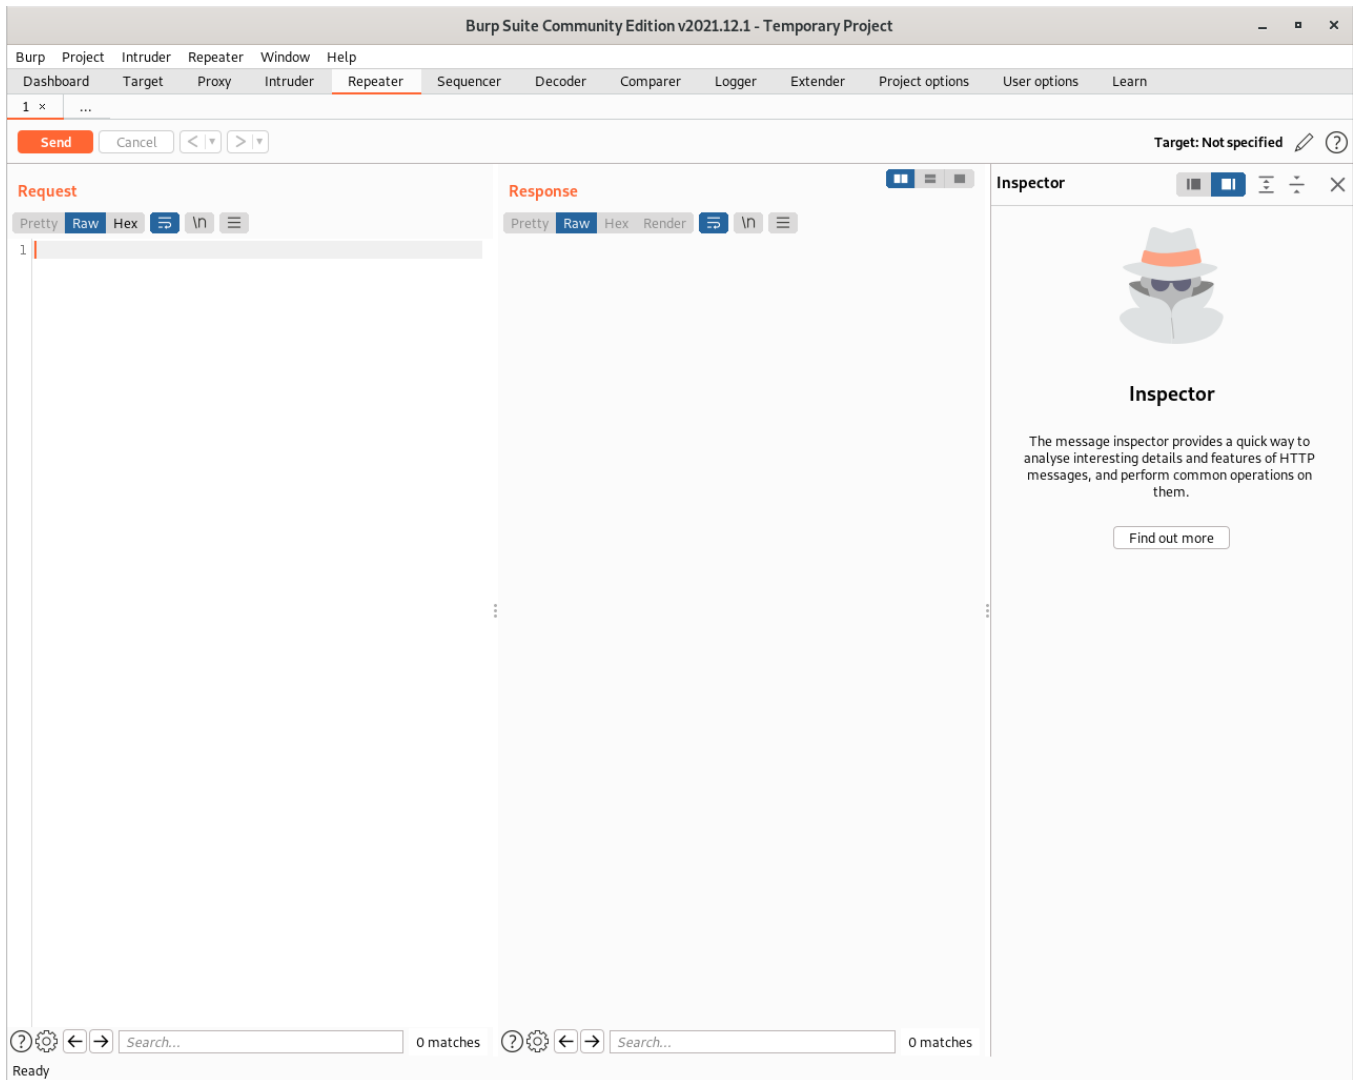 Burp Suite Community Edition v2021.12.1 - Temporary Project
Burp Project Intruder Repeater Window Help
Dashboard Target Proxy Intruder Repeater Sequencer Decoder Comparer Logger Extender Project options User options Learn
1 × ...
Send Cancel < > Target: Not specified ?
Request
Pretty Raw Hex \n
1
Response
Pretty Raw Hex Render \n
Inspector
Inspector
The message inspector provides a quick way to
analyse interesting details and features of HTTP
messages, and perform common operations on
them.
Find out more
? Search... 0 matches
? Search... 0 matches
Ready